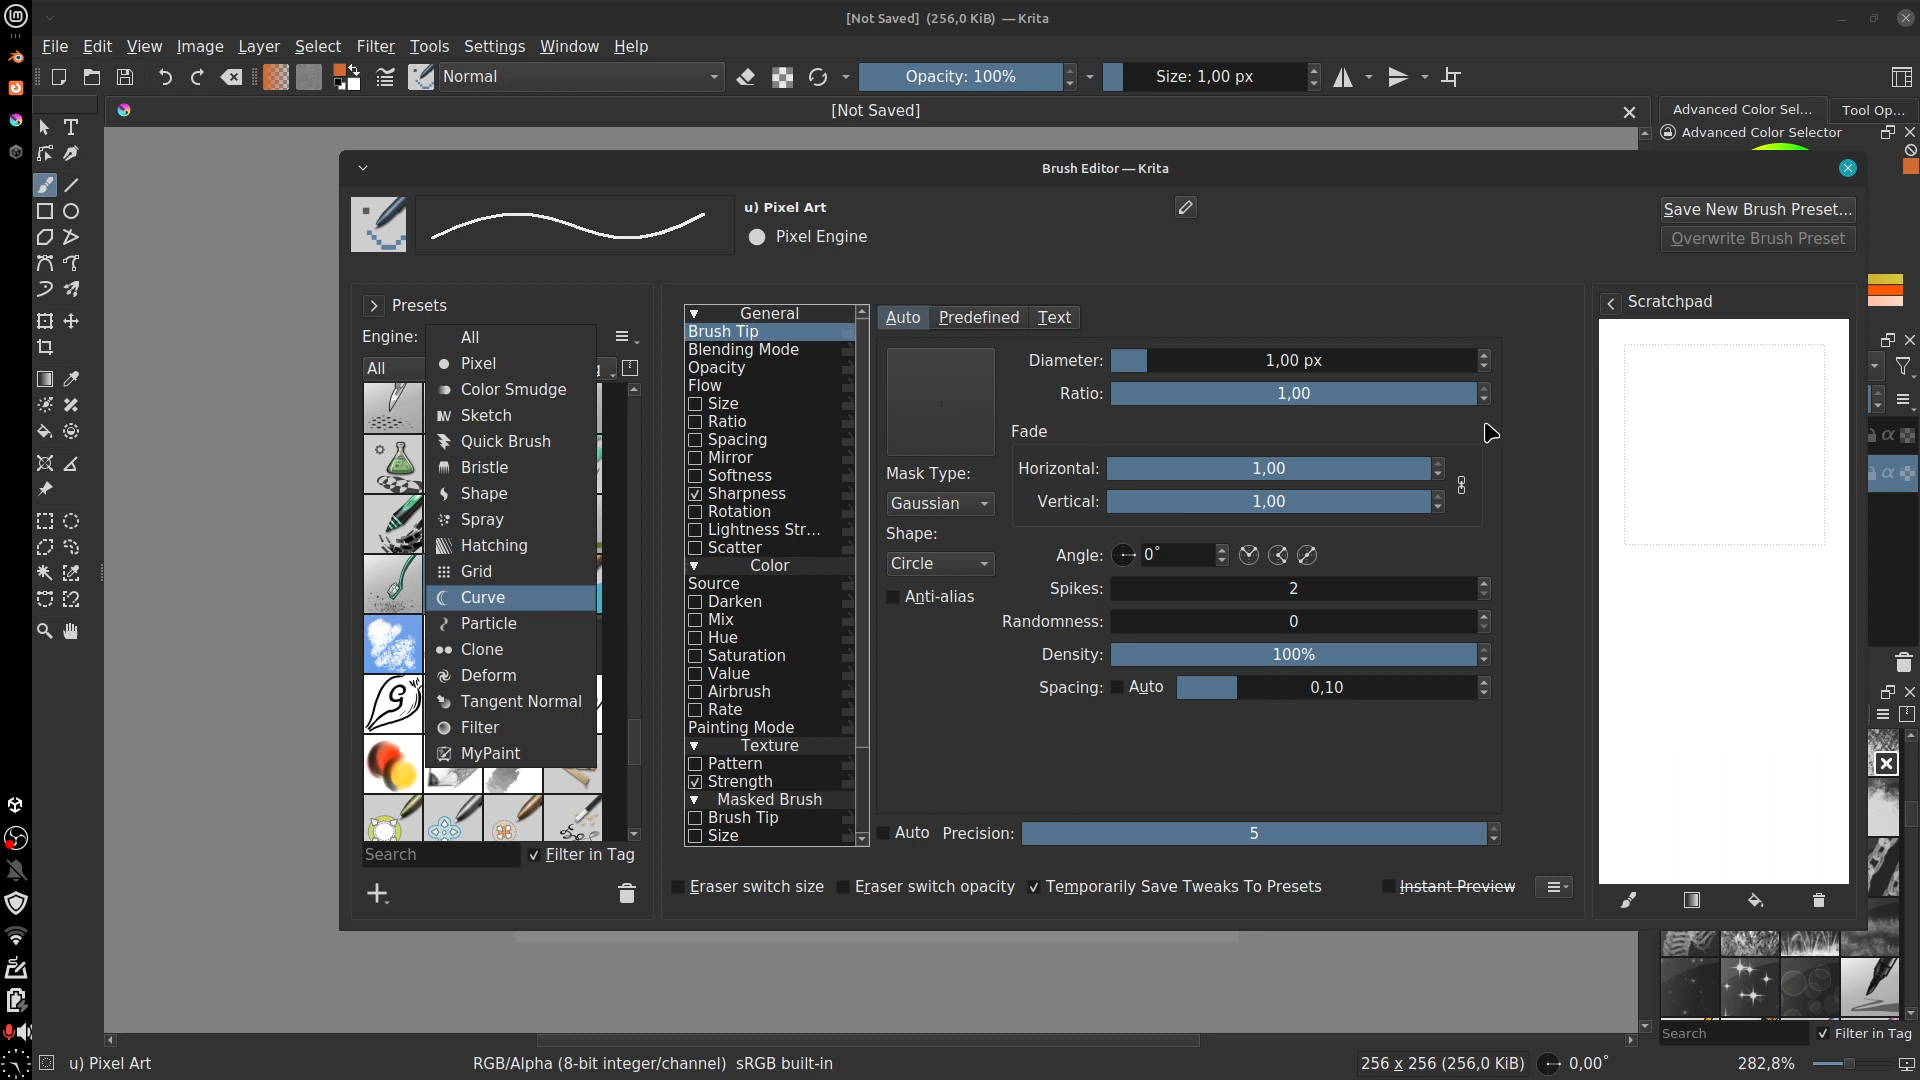 [Not Saved] (256,0 KiB) — Krita
File Edit View Image Layer Select Filter Tools Settings Window Help
Normal
Opacity: 100%
Size: 1,00 px
[Not Saved]
Advanced Color Sel...
Tool Op...
Advanced Color Selector
Brush Editor — Krita
u) Pixel Art
Pixel Engine
Save New Brush Preset...
Overwrite Brush Preset
Presets
Engine:
All
All
Pixel
Color Smudge
Sketch
Quick Brush
Bristle
Shape
Spray
Hatching
Grid
Curve
Particle
Clone
Deform
Tangent Normal
Filter
MyPaint
Search
Filter in Tag
General
Brush Tip
Blending Mode
Opacity
Flow
Size
Ratio
Spacing
Mirror
Softness
Sharpness
Rotation
Lightness Str...
Scatter
Color
Source
Darken
Mix
Hue
Saturation
Value
Airbrush
Rate
Painting Mode
Texture
Pattern
Strength
Masked Brush
Brush Tip
Size
Auto Predefined Text
Diameter: 1,00 px
Ratio: 1,00
Fade
Horizontal: 1,00
Vertical: 1,00
Mask Type:
Gaussian
Shape:
Circle
Anti-alias
Angle: 0°
Spikes: 2
Randomness: 0
Density: 100%
Spacing: Auto 0,10
Auto Precision: 5
Eraser switch size
Eraser switch opacity
Temporarily Save Tweaks To Presets
Instant Preview
Scratchpad
Search
Filter in Tag
u) Pixel Art
RGB/Alpha (8-bit integer/channel) sRGB built-in
256 x 256 (256,0 KiB)
0,00°
282,8%